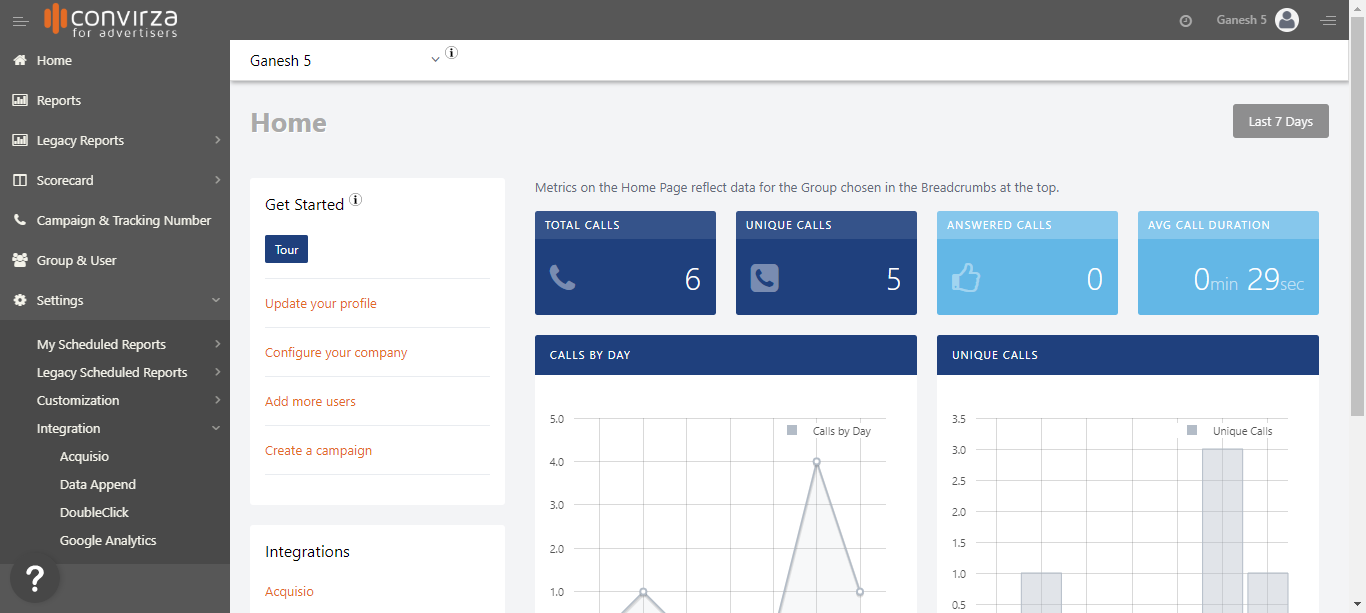 convirza
for advertisers
Ganesh 5
Home
Reports
Legacy Reports
Scorecard
Campaign & Tracking Number
Group & User
Settings
My Scheduled Reports
Legacy Scheduled Reports
Customization
Integration
Acquisio
Data Append
DoubleClick
Google Analytics
?
Ganesh 5
Home
Last 7 Days
Get Started
Tour
Update your profile
Configure your company
Add more users
Create a campaign
Integrations
Acquisio
Metrics on the Home Page reflect data for the Group chosen in the Breadcrumbs at the top.
TOTAL CALLS
6
UNIQUE CALLS
5
ANSWERED CALLS
0
AVG CALL DURATION
0min 29sec
CALLS BY DAY
Calls by Day
5.0
4.0
3.0
2.0
1.0
UNIQUE CALLS
Unique Calls
3.5
3.0
2.5
2.0
1.5
1.0
0.5